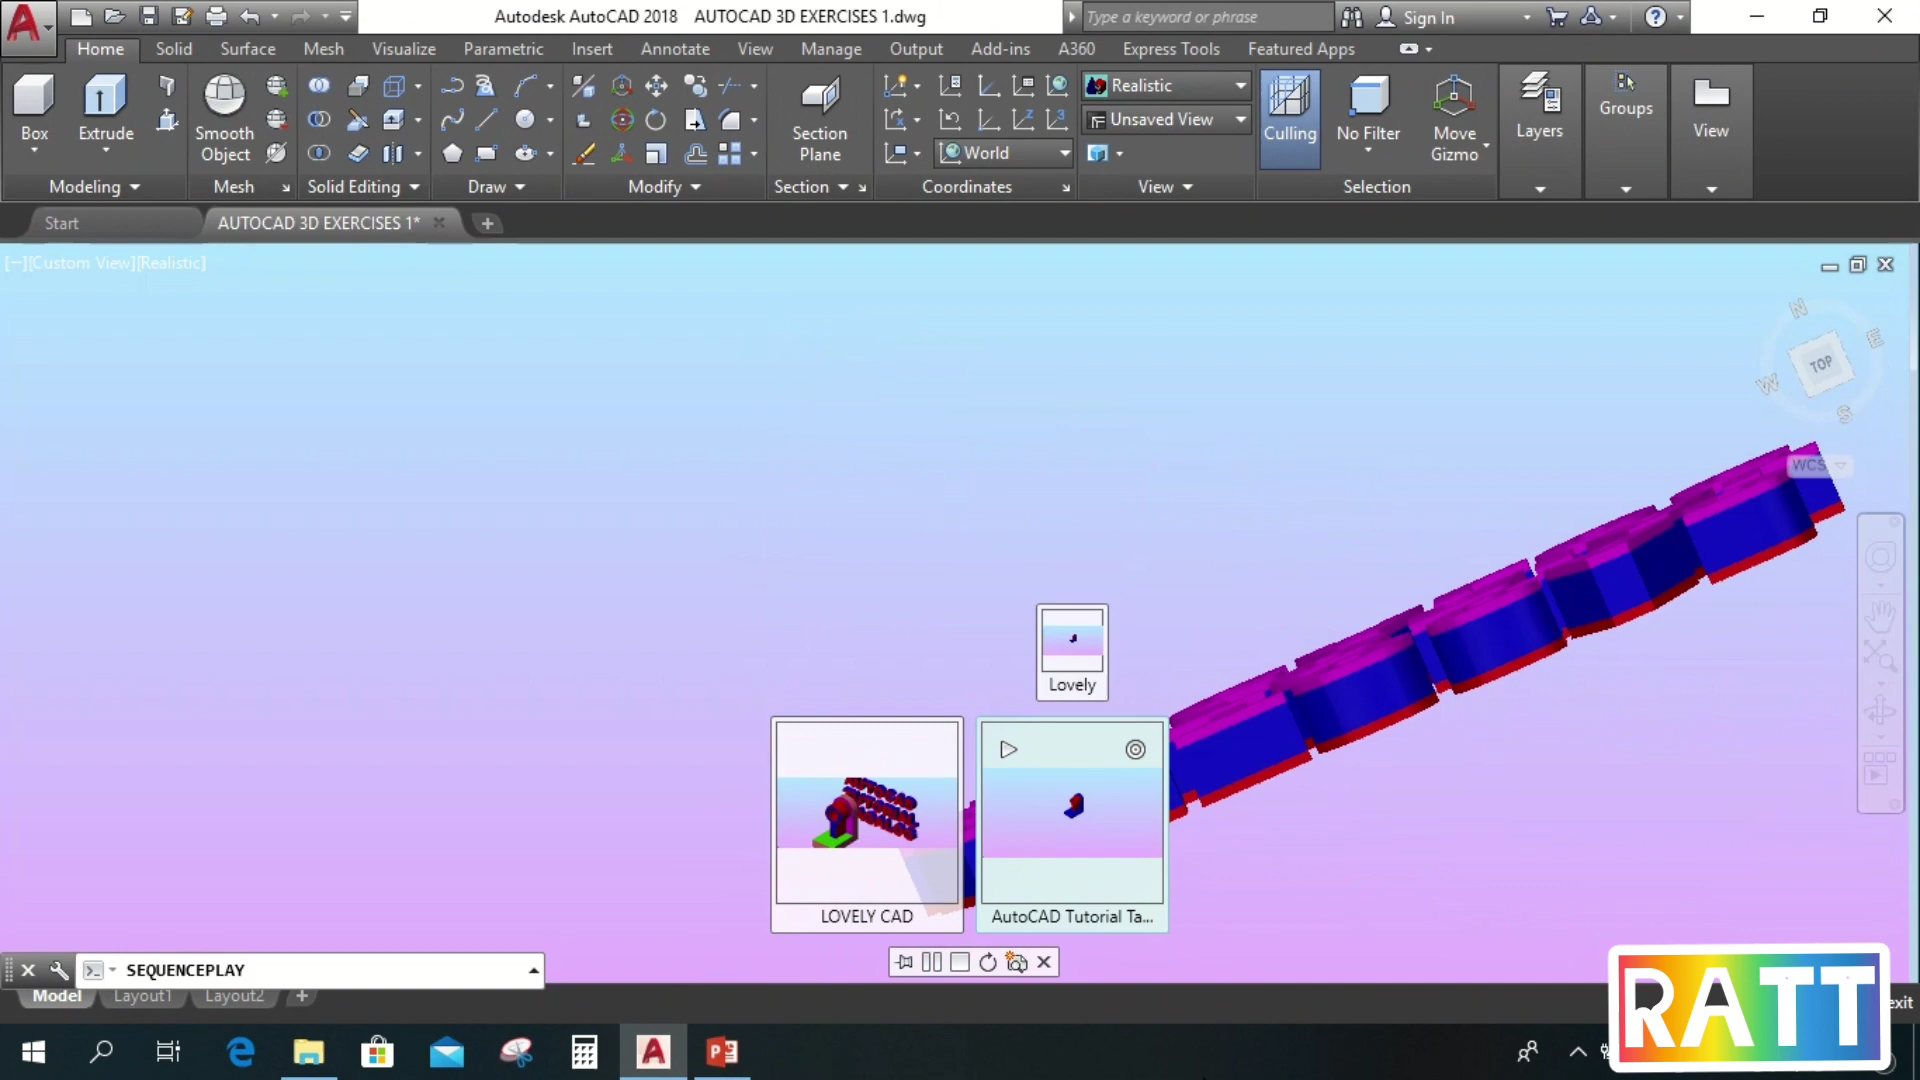 Autodesk AutoCAD 2018 AUTOCAD 3D EXERCISES 1.dwg
Type a keyword or phrase
Sign In
Home Solid Surface Mesh Visualize Parametric Insert Annotate View Manage Output Add-ins A360 Express Tools Featured Apps
Box
Extrude
Smooth
Object
Section
Plane
Realistic
Unsaved View
World
Culling
No Filter
Move
Gizmo
Layers
Groups
View
Modeling Mesh Solid Editing Draw Modify Section Coordinates View Selection
Start
AUTOCAD 3D EXERCISES 1*
[−][Custom View][Realistic]
N
E
TOP
W
S
WCS
Lovely
AUTOCAD
LOVELY CAD
AutoCAD Tutorial Ta...
SEQUENCEPLAY
Model Layout1 Layout2
exit
RATT